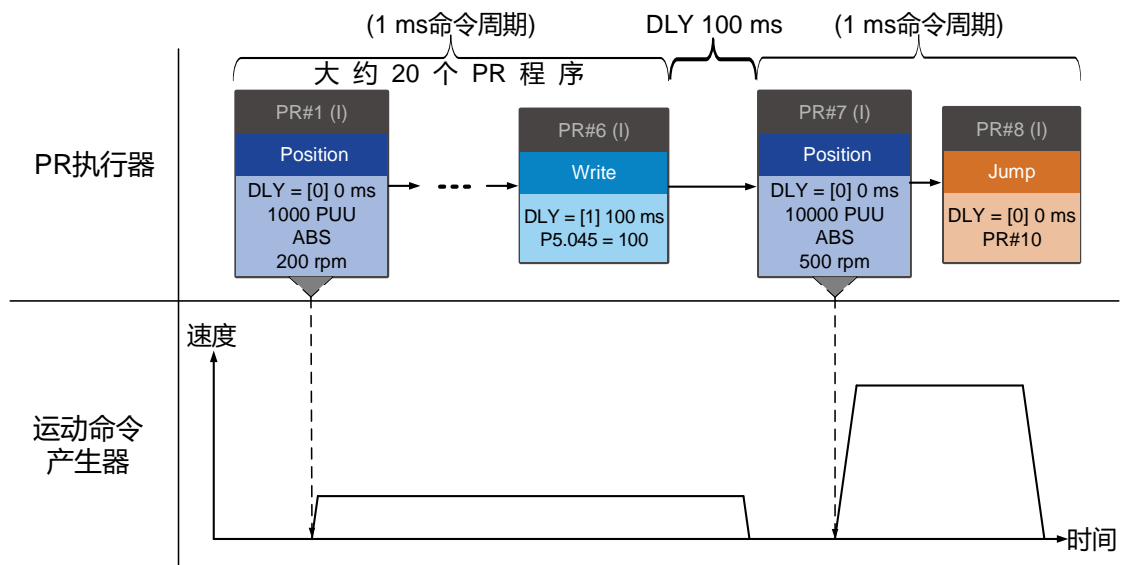 (1 ms命令周期)
DLY 100 ms
(1 ms命令周期)
大约20个PR程序
PR执行器
PR#1 (I)
Position
DLY = [0] 0 ms
1000 PUU
ABS
200 rpm
PR#6 (I)
Write
DLY = [1] 100 ms
P5.045 = 100
PR#7 (I)
Position
DLY = [0] 0 ms
10000 PUU
ABS
500 rpm
PR#8 (I)
Jump
DLY = [0] 0 ms
PR#10
运动命令
产生器
速度
时间